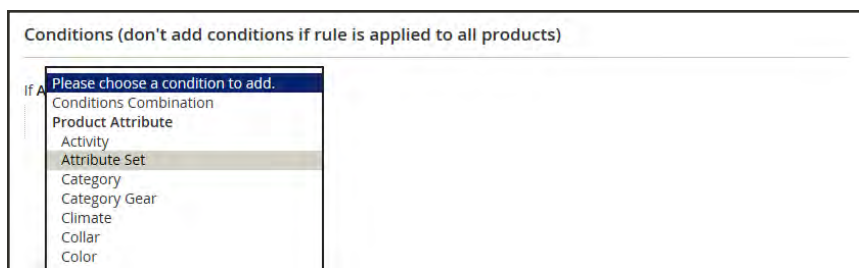 Conditions (don't add conditions if rule is applied to all products)
If A
Please choose a condition to add.
Conditions Combination
Product Attribute
Activity
Attribute Set
Category
Category Gear
Climate
Collar
Color